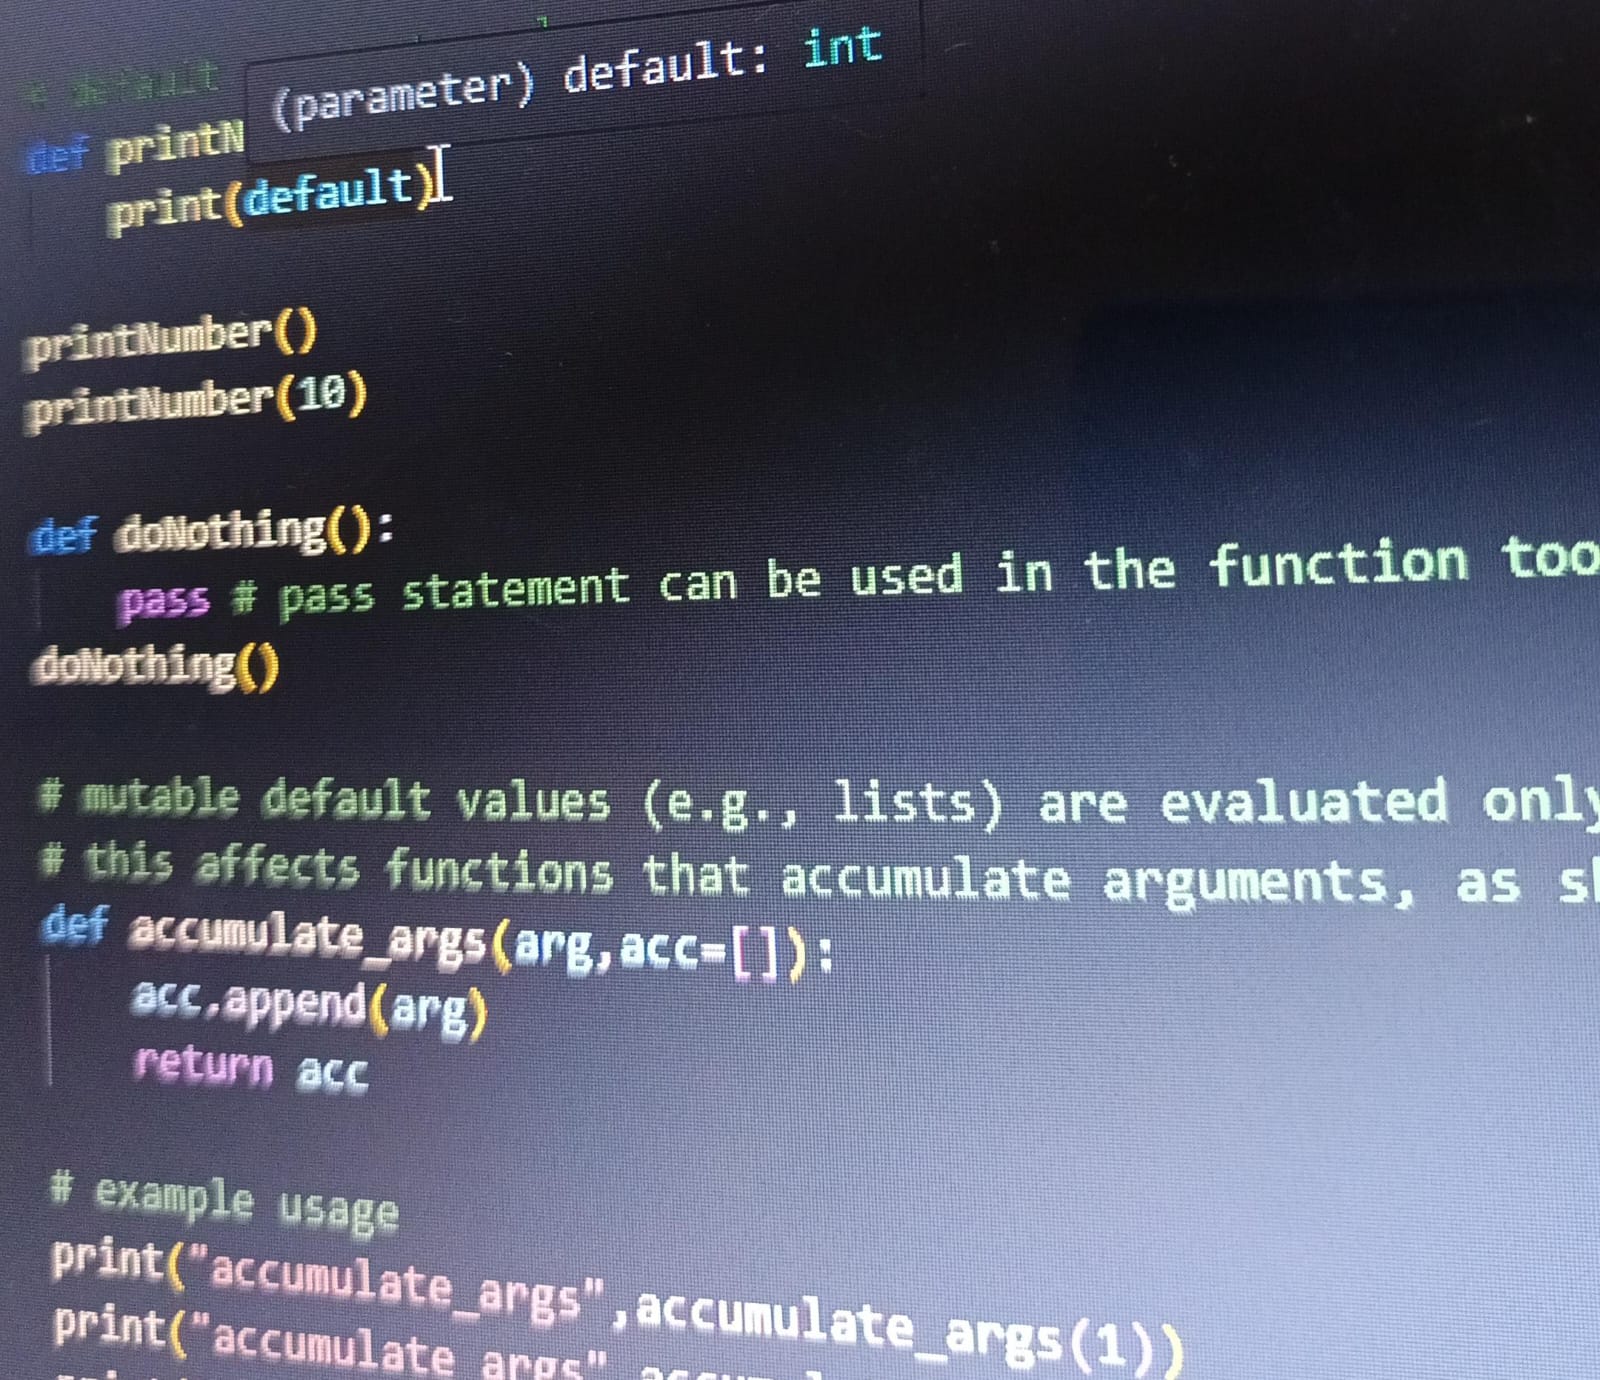 # default
(parameter) default: int
def printN
print(default)
printNumber()
printNumber(10)
def doNothing():
pass # pass statement can be used in the function too
doNothing()
# mutable default values (e.g., lists) are evaluated only
# this affects functions that accumulate arguments, as
def accumulate_args(arg,acc=[]):
acc.append(arg)
return acc
# example usage
print("accumulate_args",accumulate_args(1))
print("accumulate_args"